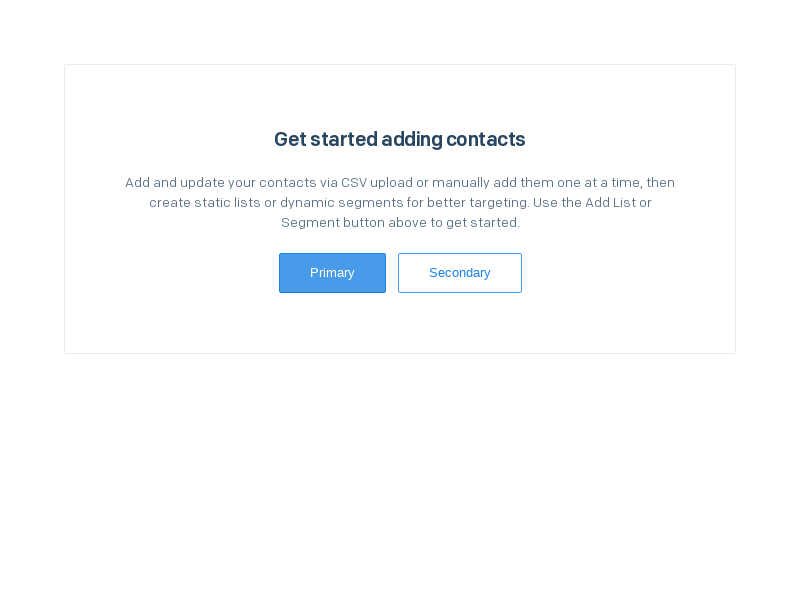 Get started adding contacts
Add and update your contacts via CSV upload or manually add them one at a time, then
create static lists or dynamic segments for better targeting. Use the Add List or
Segment button above to get started.
Primary
Secondary